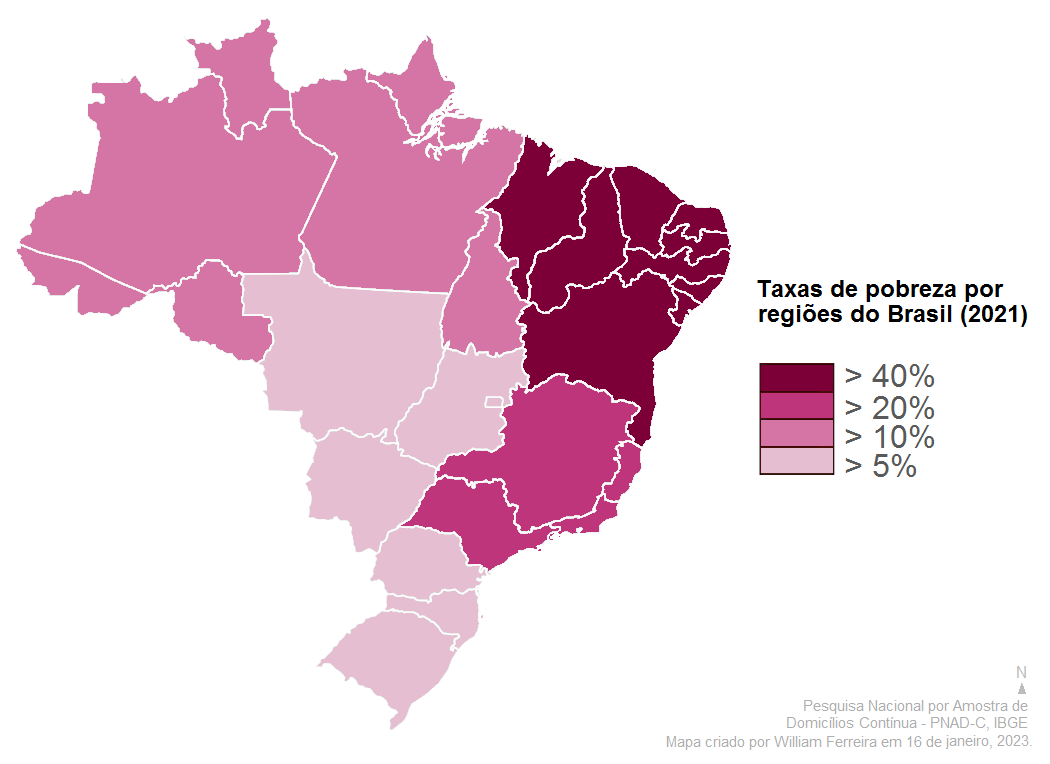 Taxas de pobreza por
regiões do Brasil (2021)
> 40%
> 20%
> 10%
> 5%
N
Pesquisa Nacional por Amostra de
Domicílios Contínua - PNAD-C, IBGE
Mapa criado por William Ferreira em 16 de janeiro, 2023.